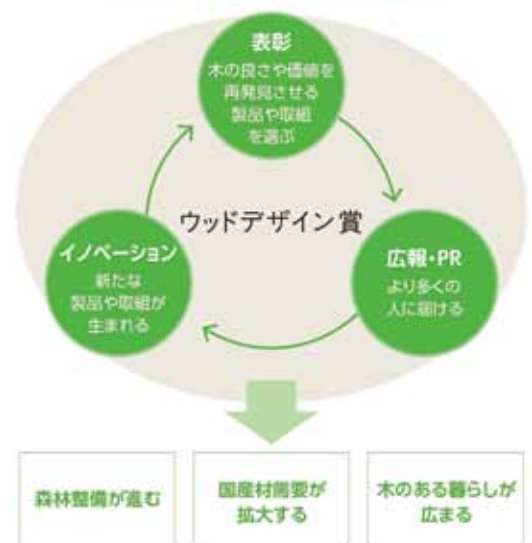 表彰
木の良さや価値を
再発見させる
製品や取組
を選ぶ
ウッドデザイン賞
イノベーション
新たな
製品や取組が
生まれる
広報・PR
より多くの
人に届ける
森林整備が進む
国産材需要が
拡大する
木のある暮らしが
広まる